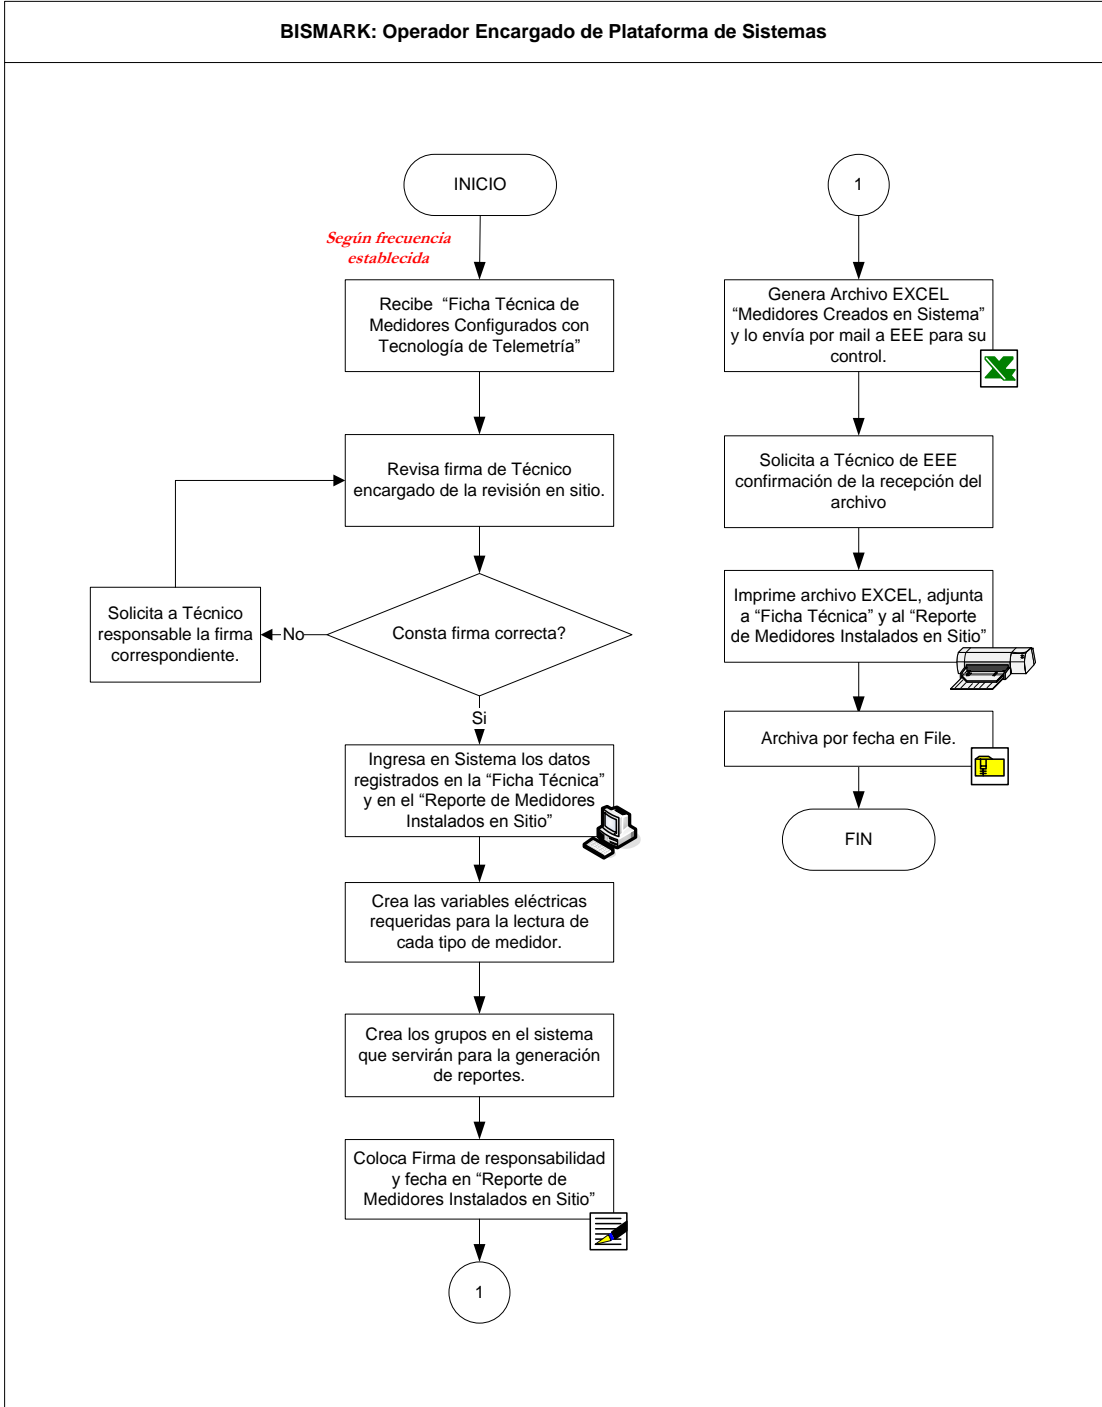 BISMARK: Operador Encargado de Plataforma de Sistemas
INICIO
Según frecuencia
establecida
Recibe “Ficha Técnica de
Medidores Configurados con
Tecnología de Telemetría”
Revisa firma de Técnico
encargado de la revisión en sitio.
Consta firma correcta?
No
Solicita a Técnico
responsable la firma
correspondiente.
Si
Ingresa en Sistema los datos
registrados en la “Ficha Técnica”
y en el “Reporte de Medidores
Instalados en Sitio”
Crea las variables eléctricas
requeridas para la lectura de
cada tipo de medidor.
Crea los grupos en el sistema
que servirán para la generación
de reportes.
Coloca Firma de responsabilidad
y fecha en “Reporte de
Medidores Instalados en Sitio”
1
1
Genera Archivo EXCEL
“Medidores Creados en Sistema”
y lo envía por mail a EEE para su
control.
Solicita a Técnico de EEE
confirmación de la recepción del
archivo
Imprime archivo EXCEL, adjunta
a “Ficha Técnica” y al “Reporte
de Medidores Instalados en Sitio”
Archiva por fecha en File.
FIN